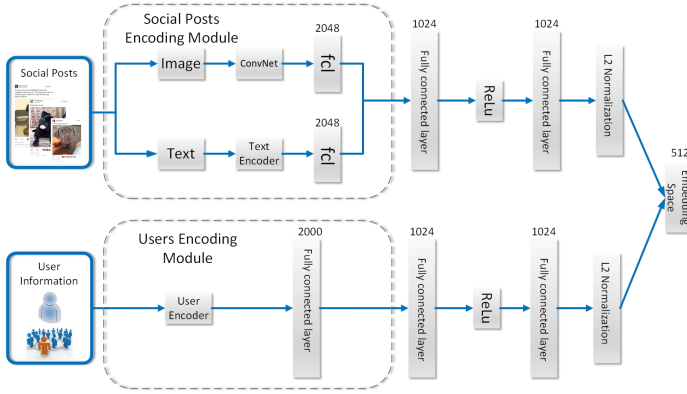 Social Posts
Encoding Module
Social Posts
Image
ConvNet
2048
fcl
Text
Text
Encoder
2048
fcl
1024
Fully connected layer
ReLu
1024
Fully connected layer
L2 Normalization
512
Embedding
Space
Users Encoding
Module
User
Information
User
Encoder
2000
Fully connected layer
1024
Fully connected layer
ReLu
1024
Fully connected layer
L2 Normalization